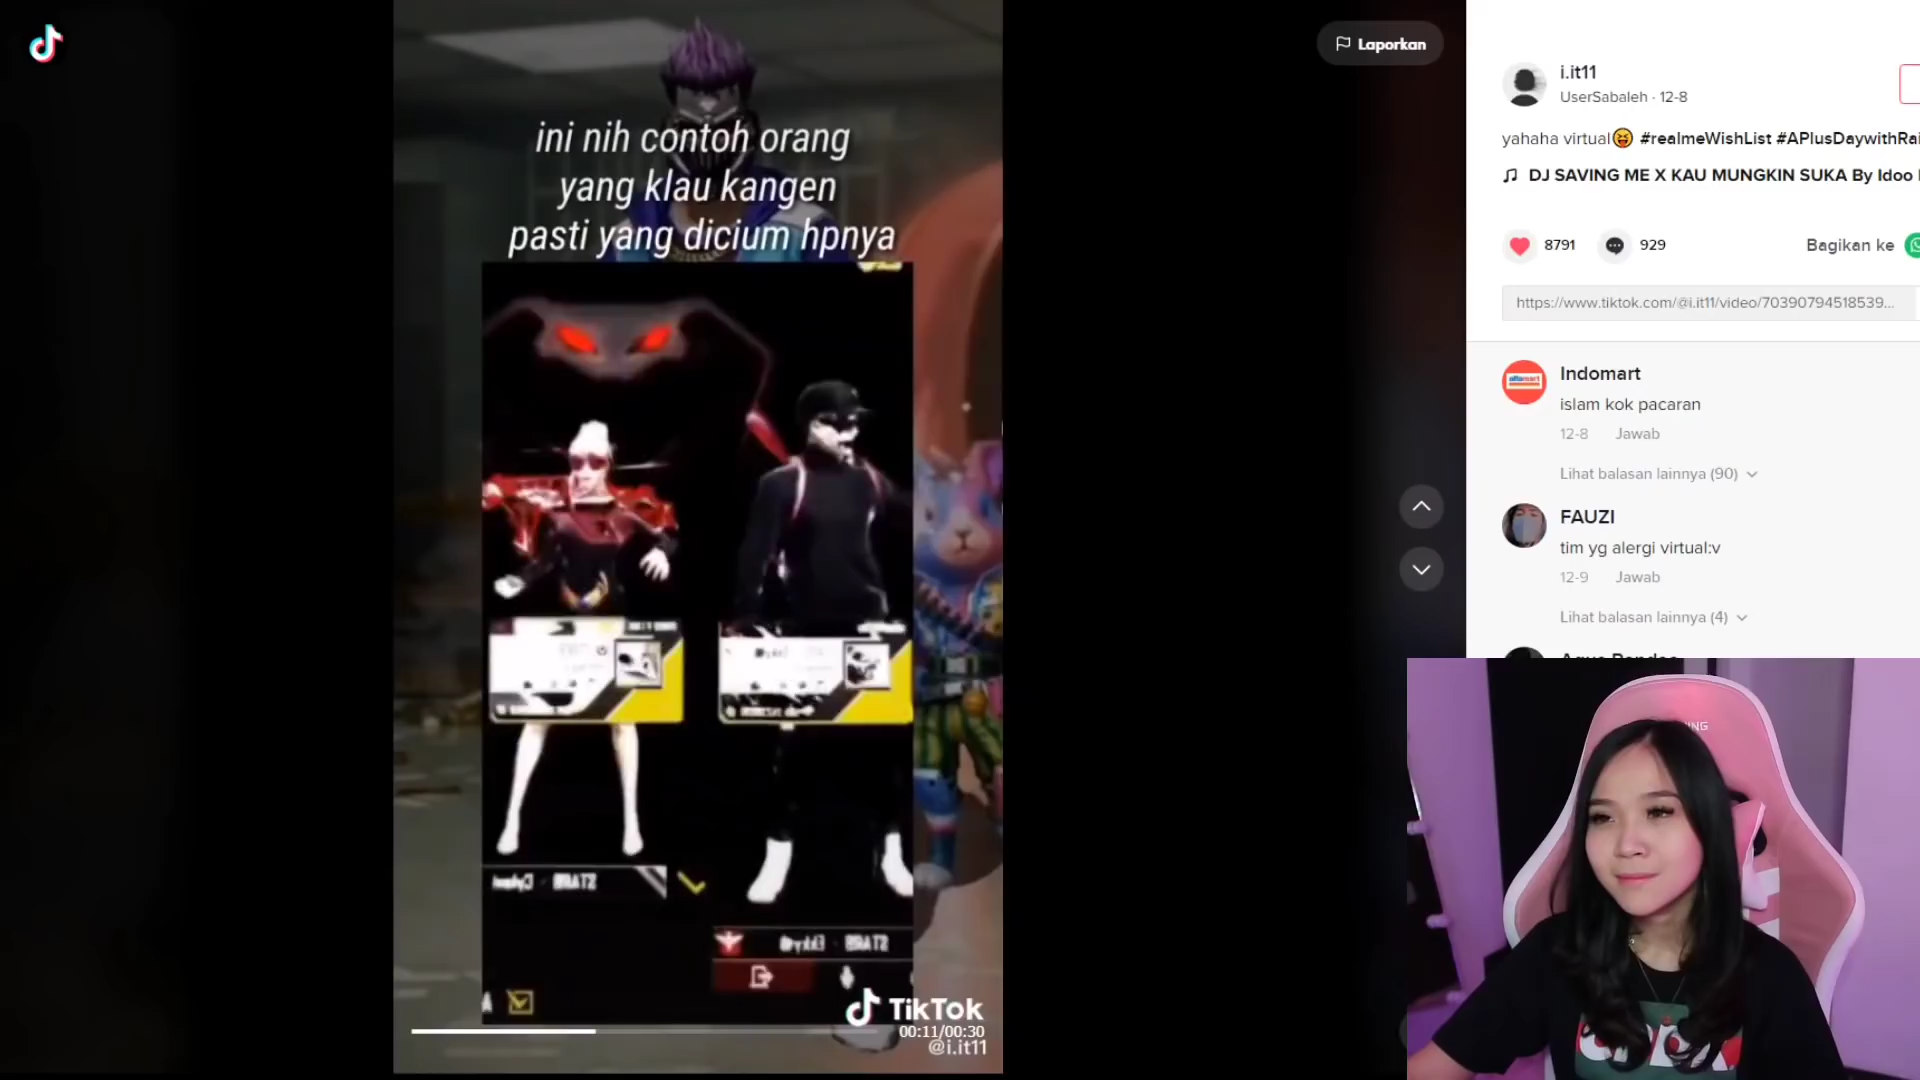 Laporkan
ini nih contoh orang
yang klau kangen
pasti yang dicium hpnya
TikTok
00:11/00:30
@i.it11
i.it11
UserSabaleh · 12-8
yahaha virtual😝 #realmeWishList #APlusDaywithRai
DJ SAVING ME X KAU MUNGKIN SUKA By Idoo
8791
929
Bagikan ke
https://www.tiktok.com/@i.it11/video/70390794518539...
Indomart
islam kok pacaran
12-8 Jawab
Lihat balasan lainnya (90)
FAUZI
tim yg alergi virtual:v
12-9 Jawab
Lihat balasan lainnya (4)